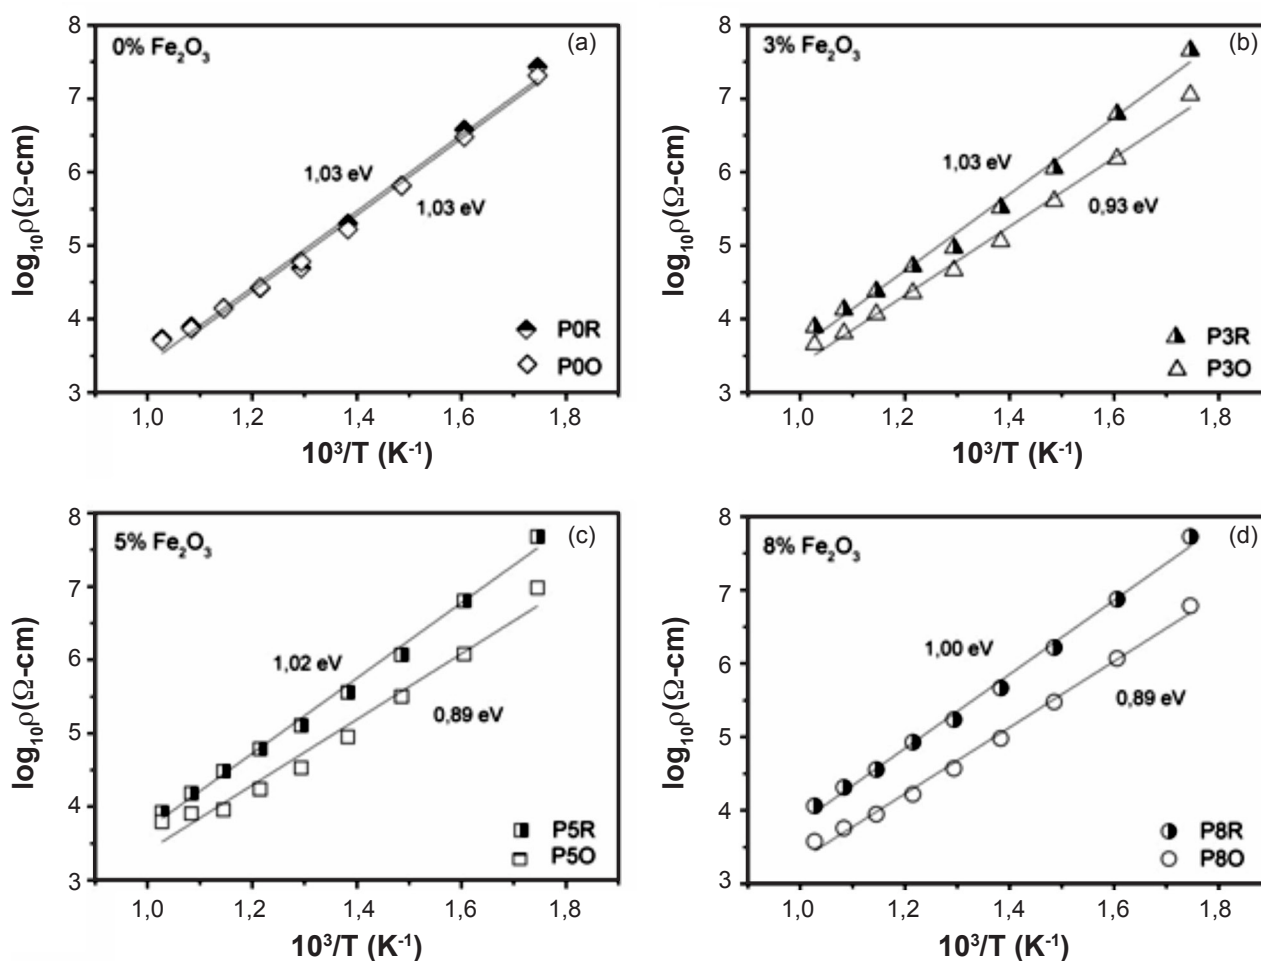 0% Fe₂O₃
(a)
8
7
6
5
4
3
log₁₀ρ(Ω-cm)
1,03 eV
1,03 eV
P0R
P0O
1,0 1,2 1,4 1,6 1,8
10³/T (K⁻¹)
3% Fe₂O₃
(b)
8
7
6
5
4
3
log₁₀ρ(Ω-cm)
1,03 eV
0,93 eV
P3R
P3O
1,0 1,2 1,4 1,6 1,8
10³/T (K⁻¹)
5% Fe₂O₃
(c)
8
7
6
5
4
3
log₁₀ρ(Ω-cm)
1,02 eV
0,89 eV
P5R
P5O
1,0 1,2 1,4 1,6 1,8
10³/T (K⁻¹)
8% Fe₂O₃
(d)
8
7
6
5
4
3
log₁₀ρ(Ω-cm)
1,00 eV
0,89 eV
P8R
P8O
1,0 1,2 1,4 1,6 1,8
10³/T (K⁻¹)